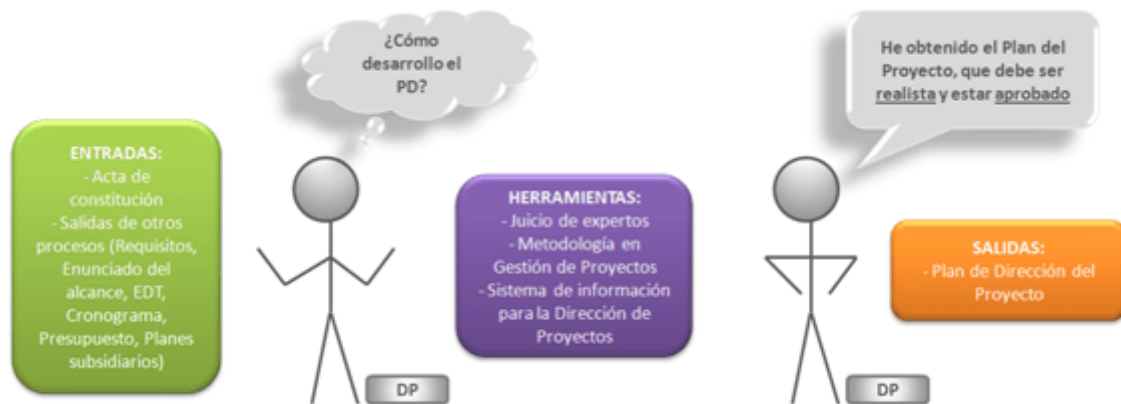 ENTRADAS:
- Acta de
constitución
- Salidas de otros
procesos (Requisitos,
Enunciado del
alcance, EDT,
Cronograma,
Presupuesto, Planes
subsidiarios)
¿Cómo
desarrollo el
PD?
DP
HERRAMIENTAS:
- Juicio de expertos
- Metodología en
Gestión de Proyectos
- Sistema de información
para la Dirección de
Proyectos
He obtenido el Plan del
Proyecto, que debe ser
realista y estar aprobado
DP
SALIDAS:
- Plan de Dirección del
Proyecto